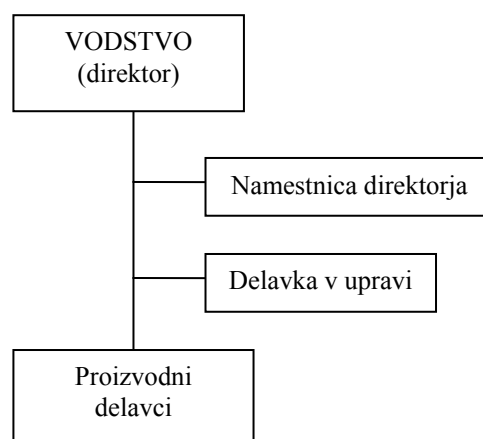 VODSTVO
(direktor)
Namestnica direktorja
Delavka v upravi
Proizvodni
delavci